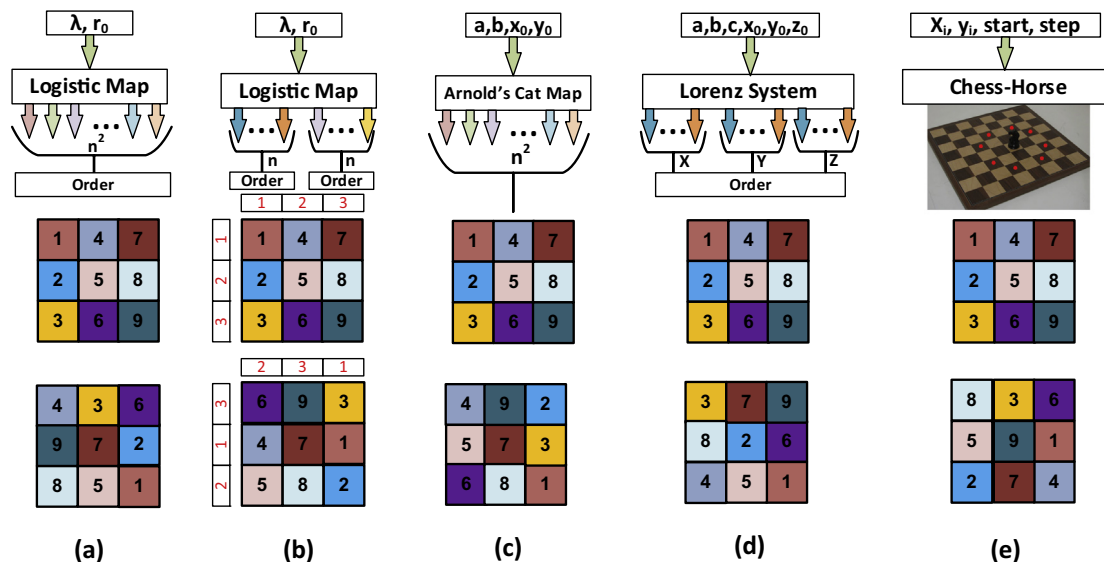 λ, r0
Logistic Map
...
n2
Order
1 4 7
2 5 8
3 6 9
4 3 6
9 7 2
8 5 1
(a)
λ, r0
Logistic Map
... ...
n n
Order Order
1 2 3
1 2 3
1 4 7
2 5 8
3 6 9
2 3 1
3 1 2
6 9 3
4 7 1
5 8 2
(b)
a,b,x0,y0
Arnold's Cat Map
...
n2
1 4 7
2 5 8
3 6 9
4 9 2
5 7 3
6 8 1
(c)
a,b,c,x0,y0,z0
Lorenz System
... ... ...
X Y Z
Order
1 4 7
2 5 8
3 6 9
3 7 9
8 2 6
4 5 1
(d)
Xi, yi, start, step
Chess-Horse
1 4 7
2 5 8
3 6 9
8 3 6
5 9 1
2 7 4
(e)